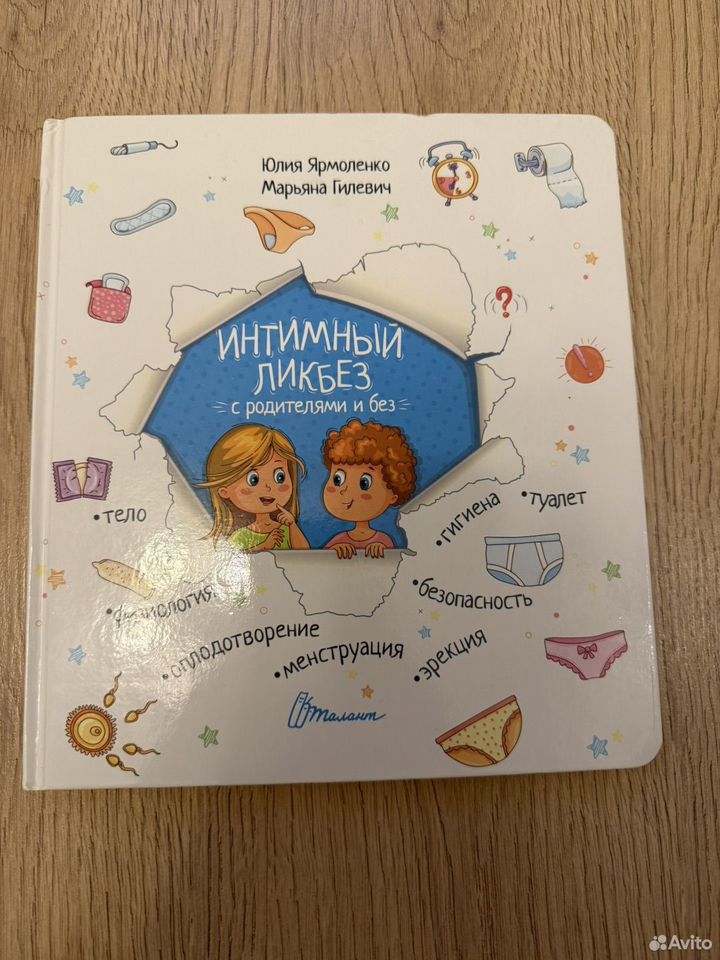 Юлия Ярмоленко
Марьяна Гилевич
?
ИНТИМНЫЙ
ЛИКБЕЗ
с родителями и без
•тело
•физиология
•оплодотворение
•менструация
•эрекция
•безопасность
•гигиена
•туалет
Талант
Avito